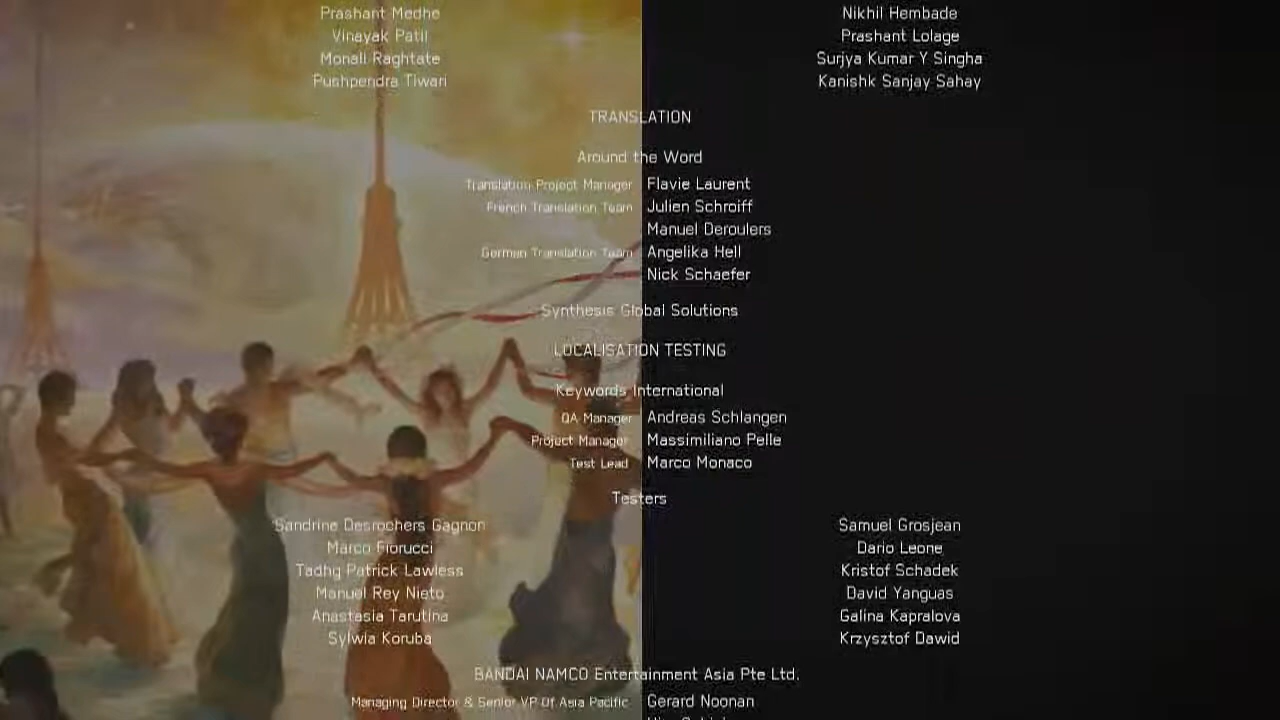 Prashant Medhe Nikhil Hembade
Vinayak Patil Prashant Lolage
Monali Raghtate Surjya Kumar Y Singha
Pushpendra Tiwari Kanishk Sanjay Sahay
TRANSLATION
Around the Word
Translation Project Manager Flavie Laurent
French Translation Team Julien Schroiff
Manuel Deroulers
German Translation Team Angelika Hell
Nick Schaefer
Synthesis Global Solutions
LOCALISATION TESTING
Keywords International
QA Manager Andreas Schlangen
Project Manager Massimiliano Pelle
Test Lead Marco Monaco
Testers
Sandrine Desrochers Gagnon Samuel Grosjean
Marco Fiorucci Dario Leone
Tadhg Patrick Lawless Kristof Schadek
Manuel Rey Nieto David Yanguas
Anastasia Tarutina Galina Kapralova
Sylwia Koruba Krzysztof Dawid
BANDAI NAMCO Entertainment Asia Pte Ltd.
Managing Director & Senior VP Of Asia Pacific Gerard Noonan